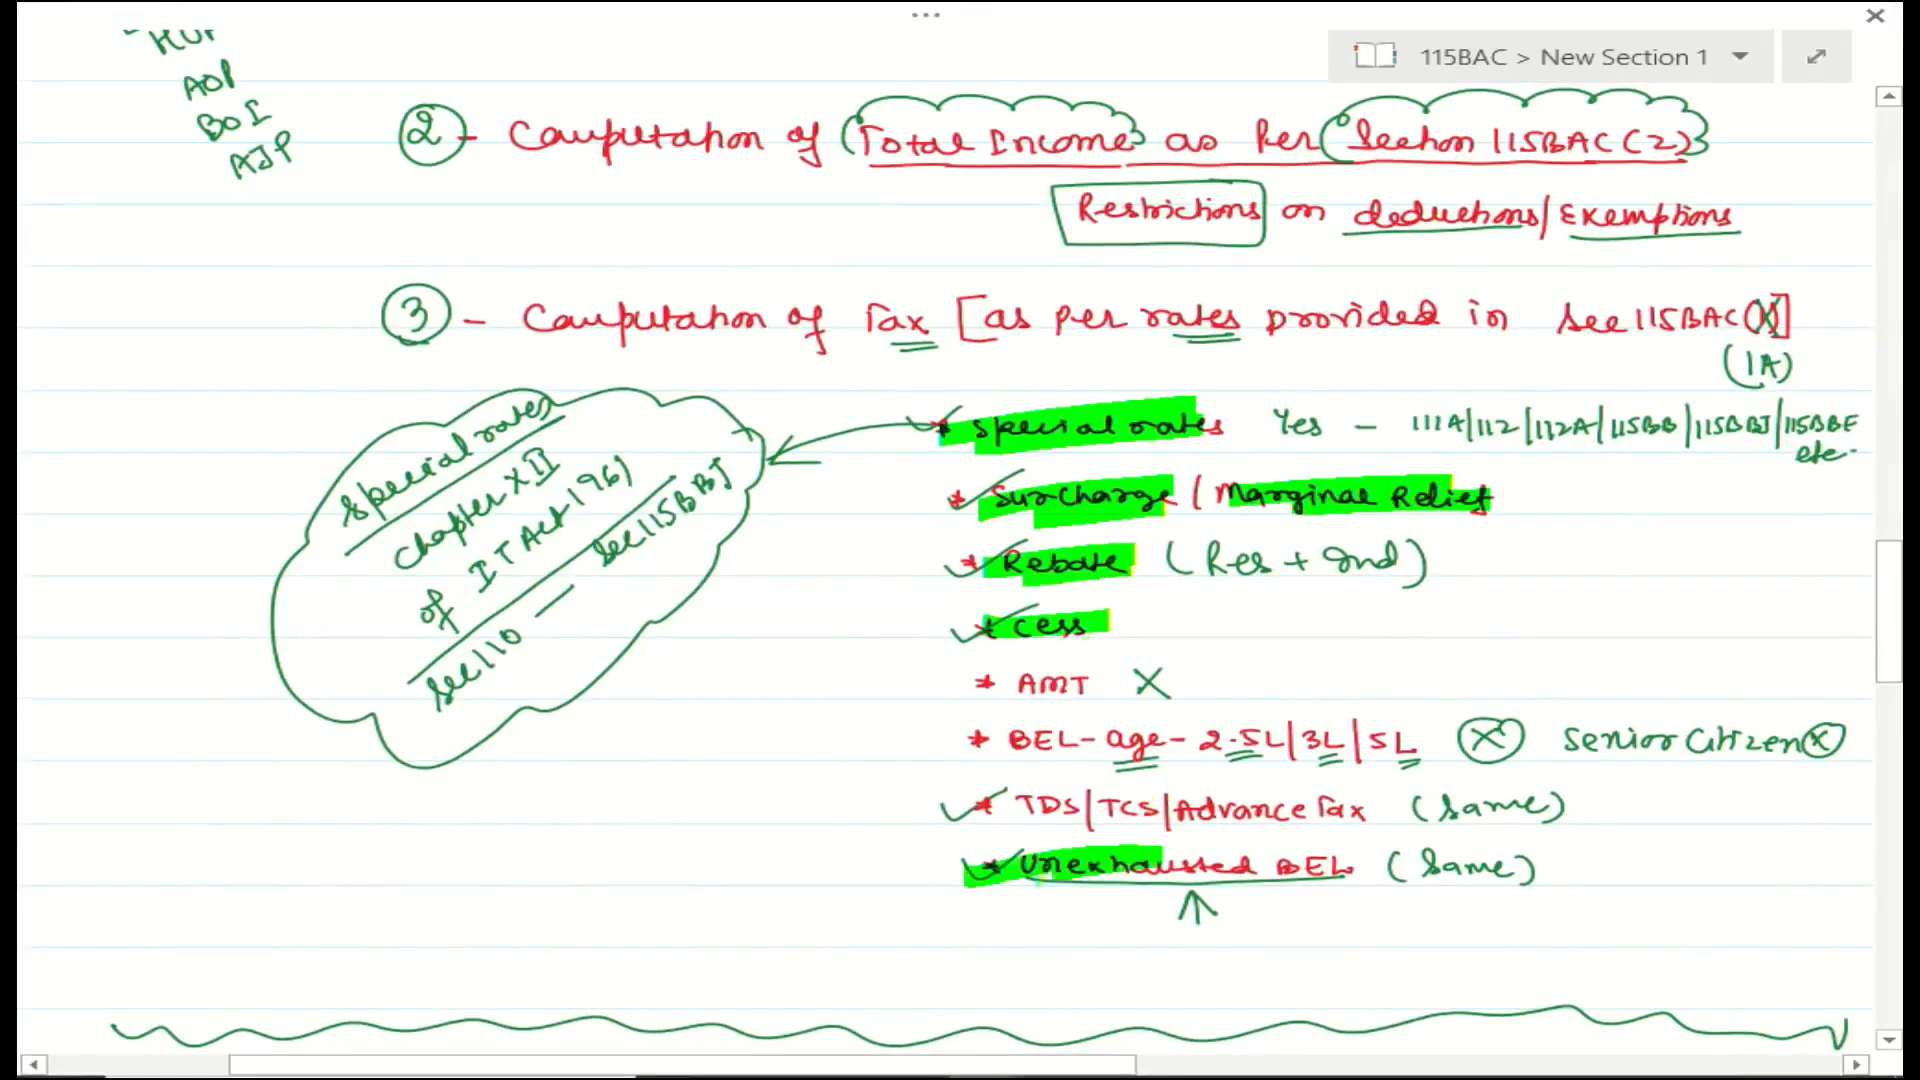 ...
115BAC > New Section 1
HUF
AOP
BOI
AJP
② - Computation of Total Income as Per Section 115BAC(2)
Restrictions on deductions/Exemptions
③ - Computation of Tax [as per rates provided in Sec 115BAC(1)]
(1A)
* Special rates Yes - 111A/112/112A/115BB/115BBJ/115BBE etc.
* Surcharge / Marginal Relief
* Rebate (Res + Ind)
* Cess
* AMT X
* BEL - age - 2.5L/3L/5L X Senior Citizen X
* TDS/TCS/Advance Tax (Same)
* Unexhausted BEL (Same)
Special rates
Chapter XII
of IT Act 1961
Sec 110 — Sec 115BBJ